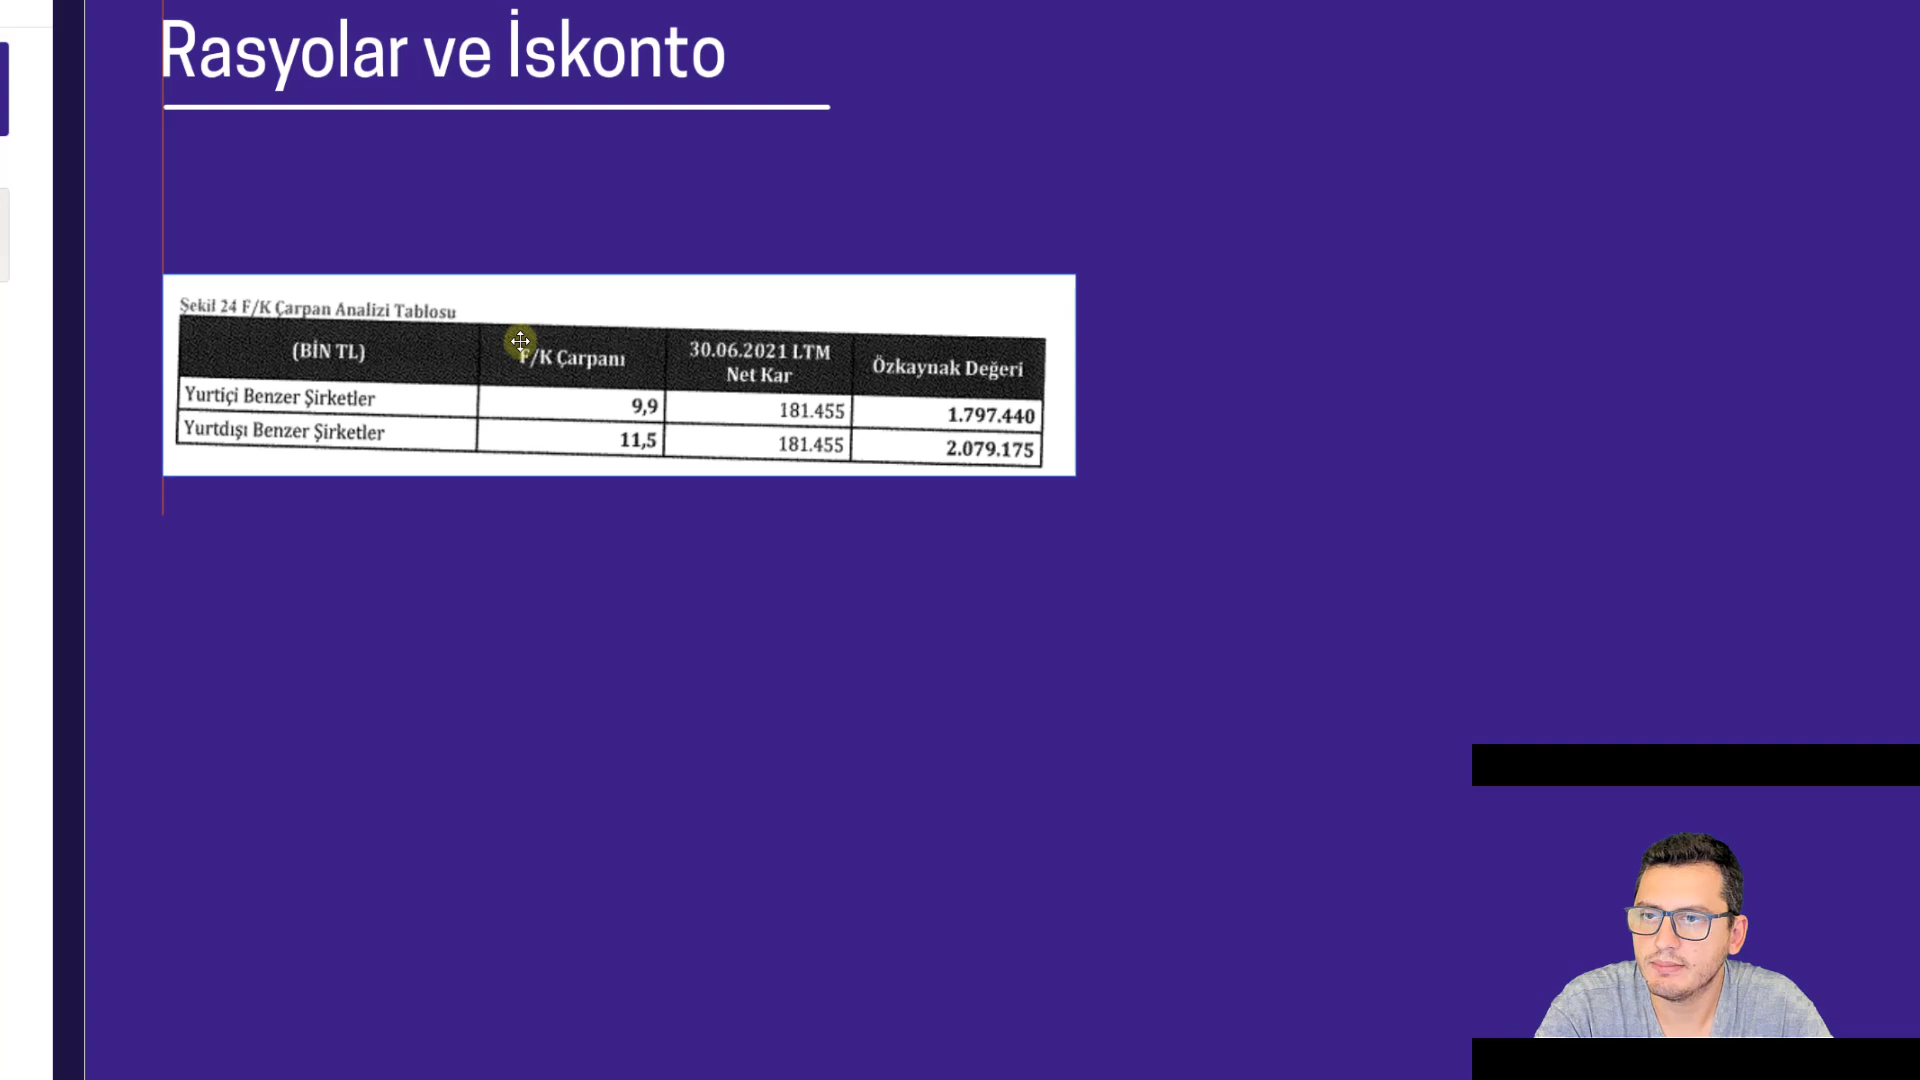 Rasyolar ve İskonto
Şekil 24 F/K Çarpan Analizi Tablosu
(BİN TL) F/K Çarpanı 30.06.2021 LTM Net Kar Özkaynak Değeri
Yurtiçi Benzer Şirketler 9,9 181.455 1.797.440
Yurtdışı Benzer Şirketler 11,5 181.455 2.079.175